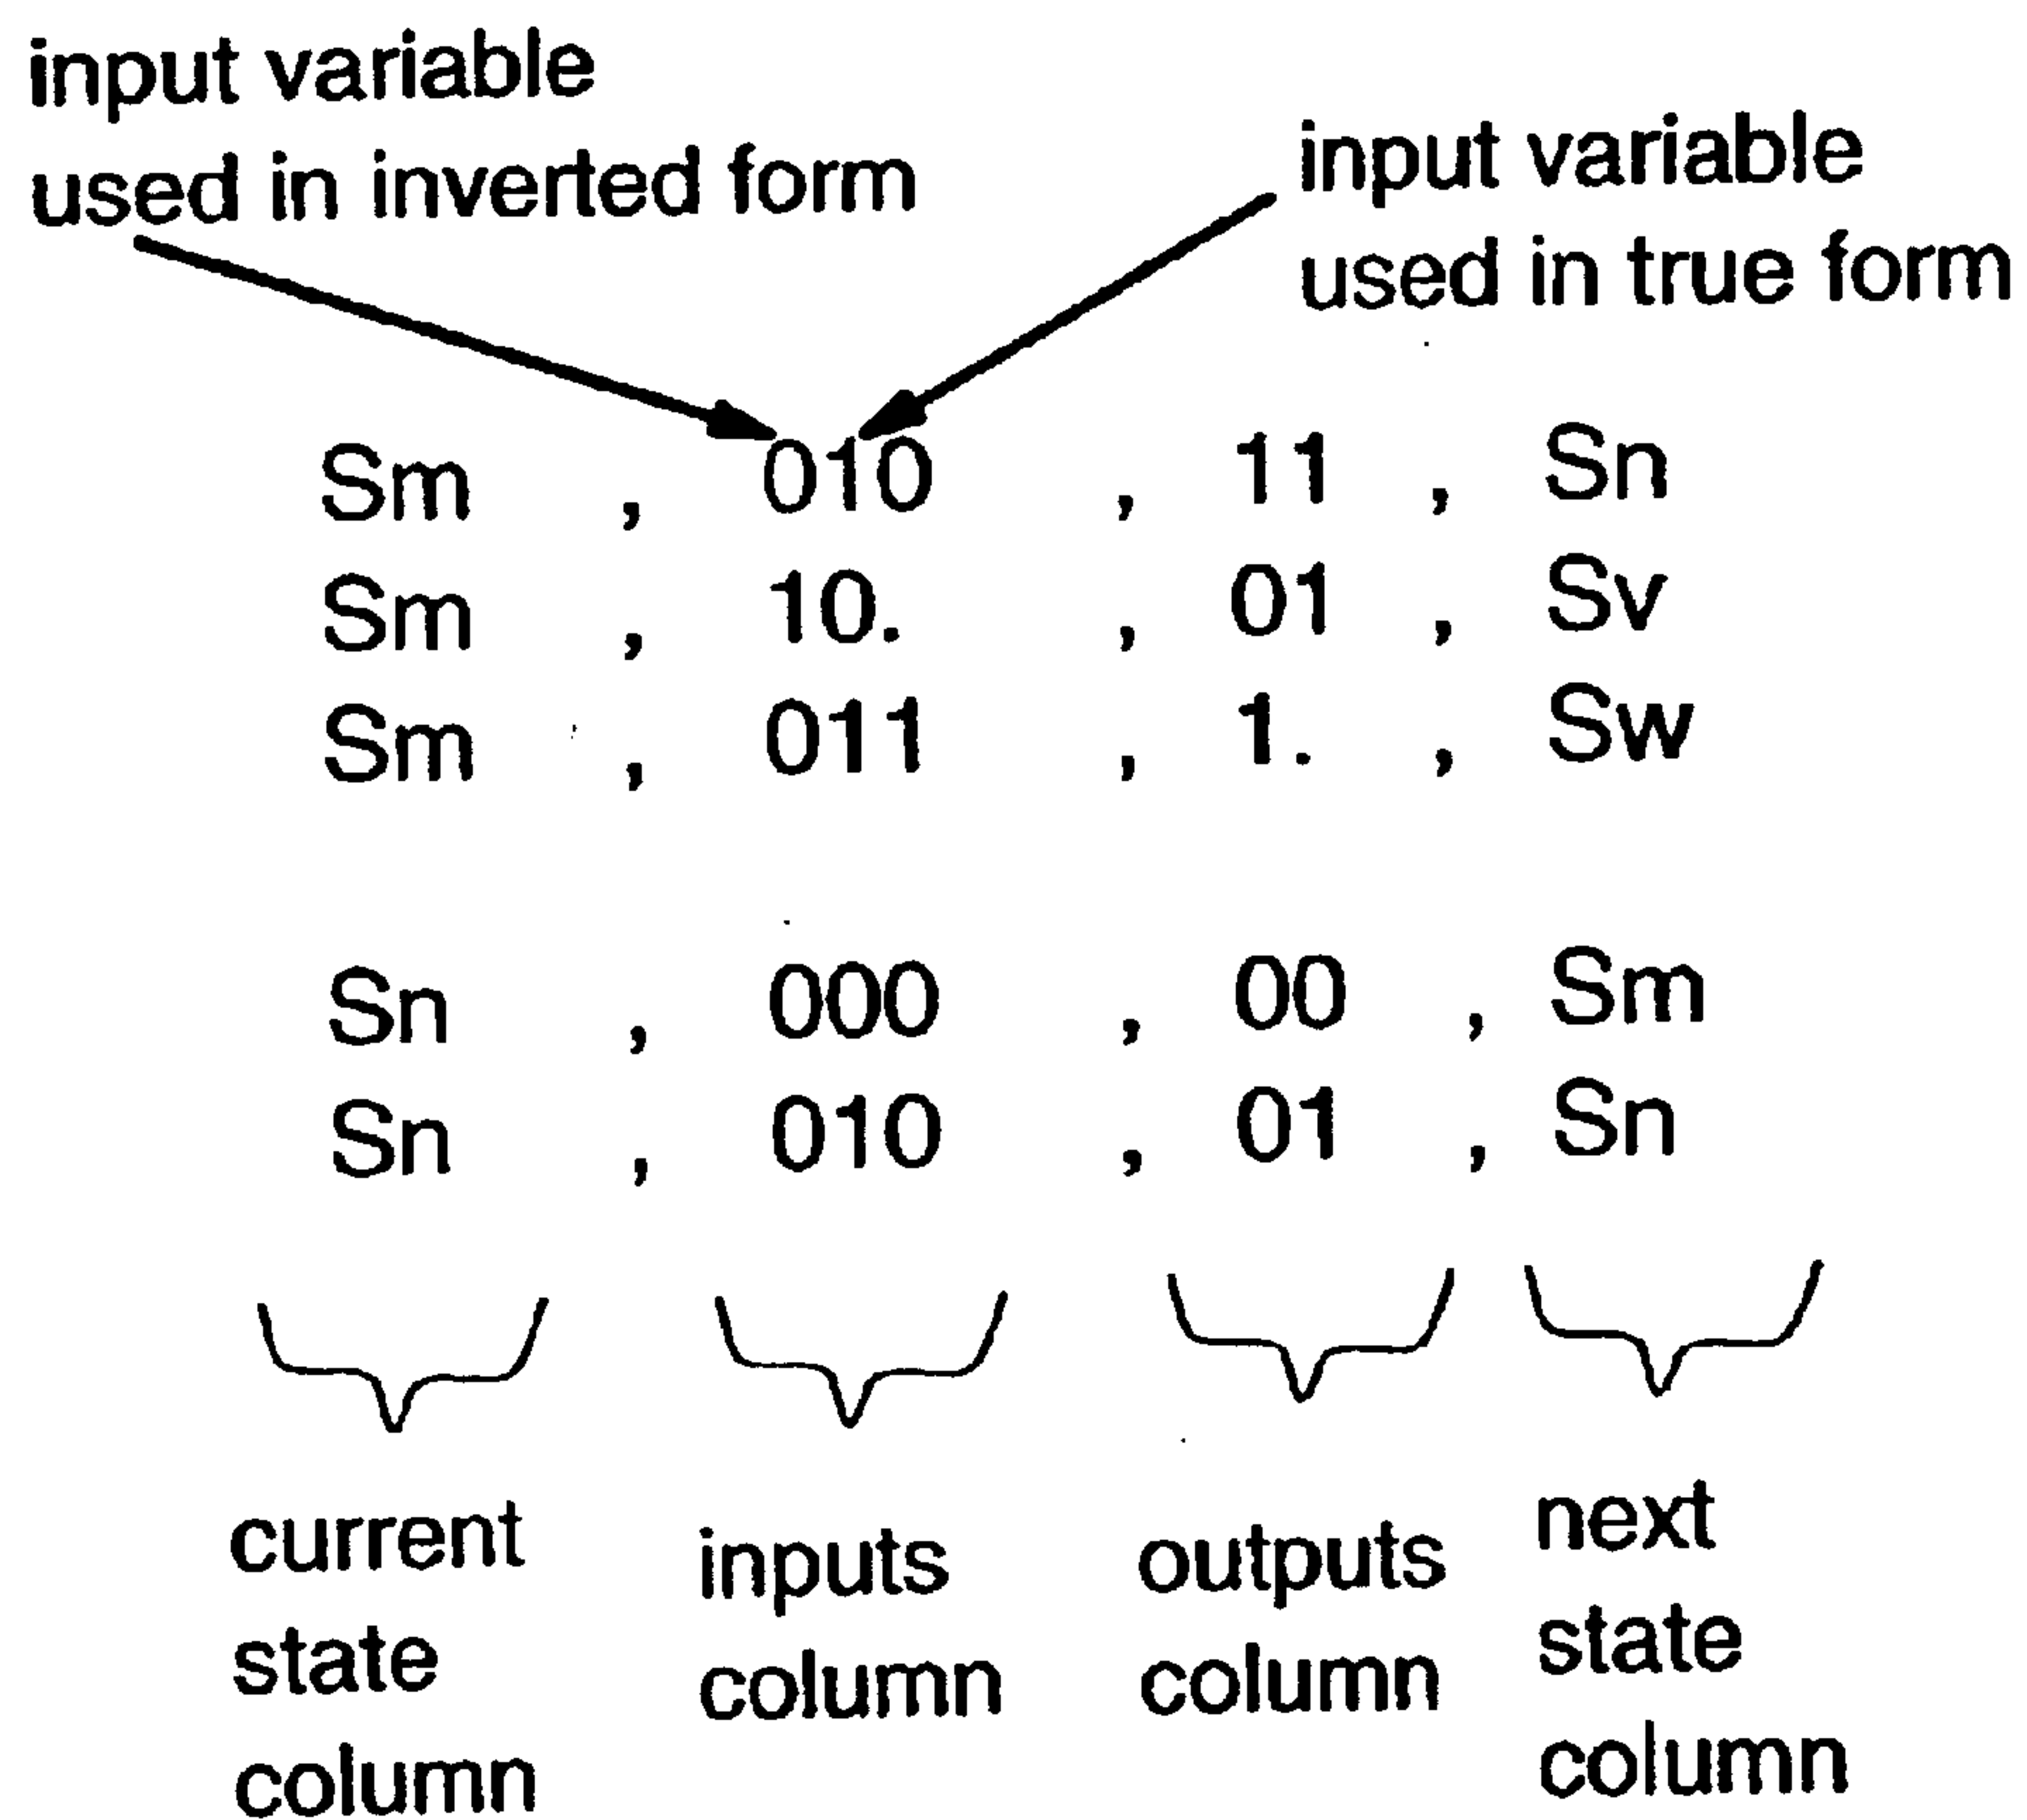 input variable
used in inverted form
input variable
used in true form
Sm , 010 , 11 , Sn
Sm , 10. , 01 , Sv
Sm , 011 , 1. , Sw
Sn , 000 , 00 , Sm
Sn , 010 , 01 , Sn
current
state
column
inputs
column
outputs
column
next
state
column